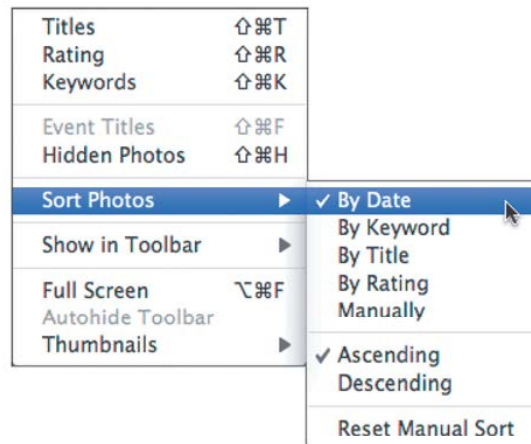 Titles ⇧⌘T
Rating ⇧⌘R
Keywords ⇧⌘K
Event Titles ⇧⌘F
Hidden Photos ⇧⌘H
Sort Photos ▶
Show in Toolbar ▶
Full Screen ⌥⌘F
Autohide Toolbar
Thumbnails ▶
✓ By Date
By Keyword
By Title
By Rating
Manually
✓ Ascending
Descending
Reset Manual Sort